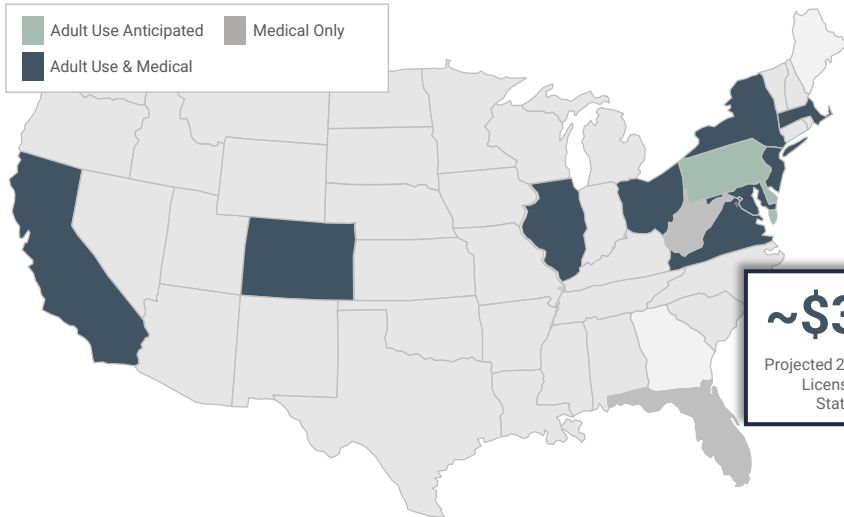 Adult Use Anticipated Medical Only
Adult Use & Medical
~$3
Projected 2
Licens
Stat